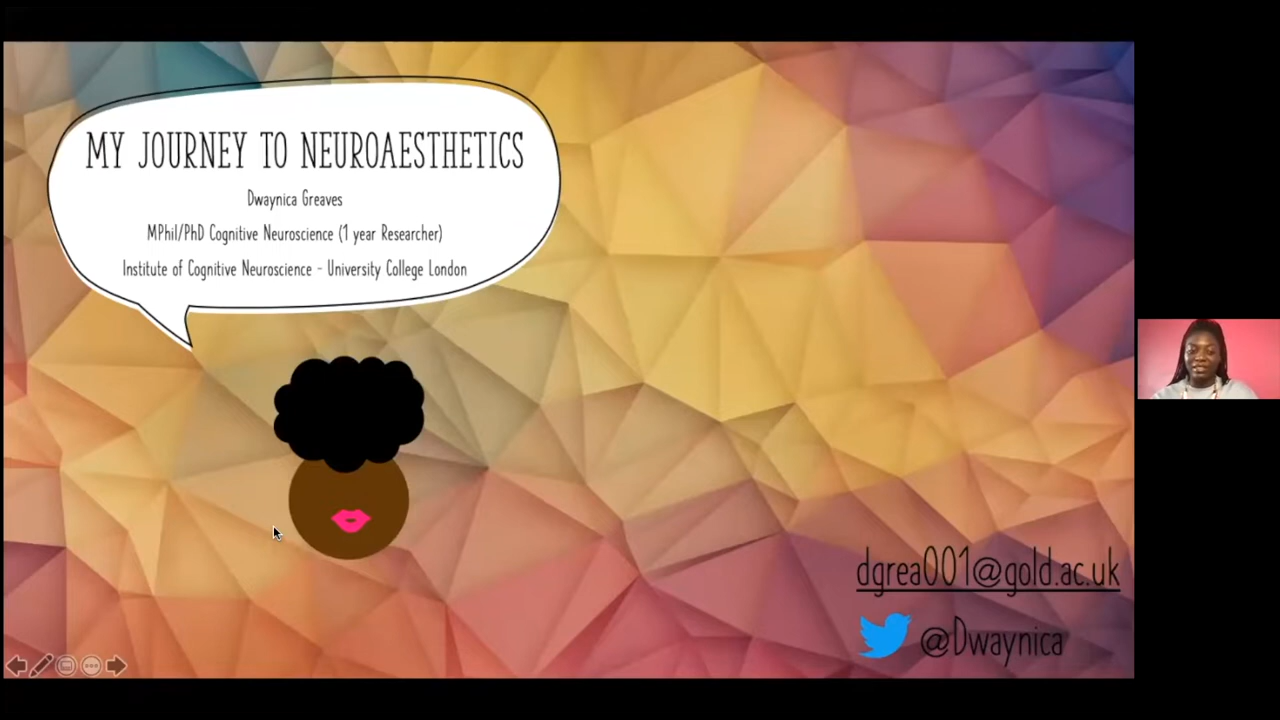 MY JOURNEY TO NEUROAESTHETICS
Dwaynica Greaves
MPhil/PhD Cognitive Neuroscience (1 year Researcher)
Institute of Cognitive Neuroscience - University College London
dgrea001@gold.ac.uk
@Dwaynica